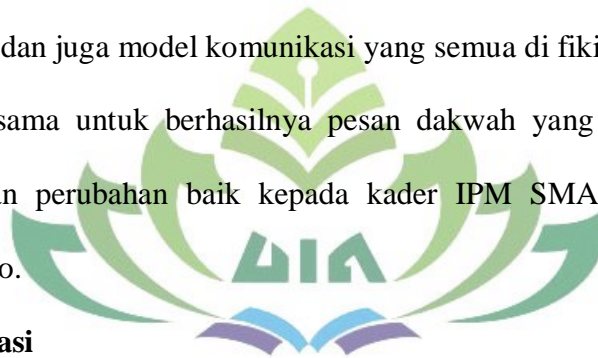 dan juga model komunikasi yang semua di fiki
sama untuk berhasilnya pesan dakwah yang
n perubahan baik kepada kader IPM SMA
UIN
o.
asi